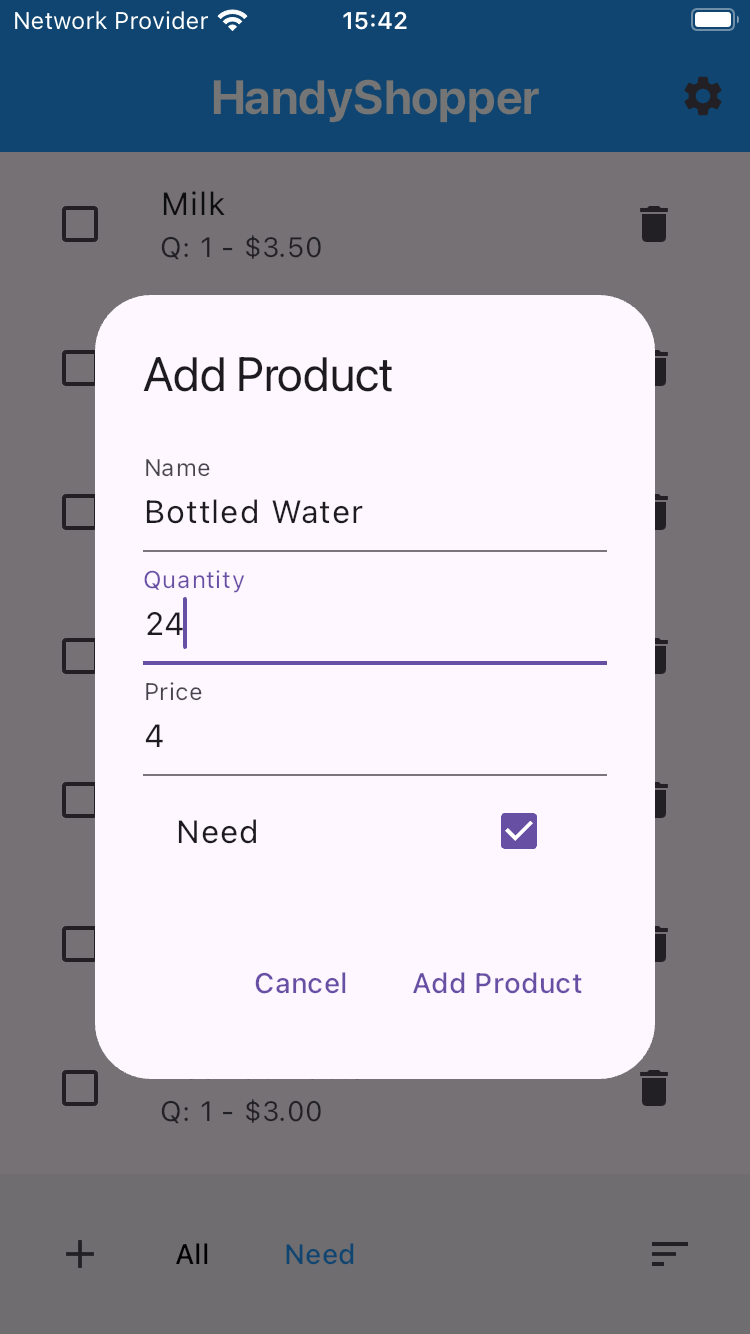 Network Provider 15:42
HandyShopper
Milk
Q: 1 - $3.50
Add Product
Name
Bottled Water
Quantity
24
Price
4
Need
Cancel Add Product
Q: 1 - $3.00
All Need